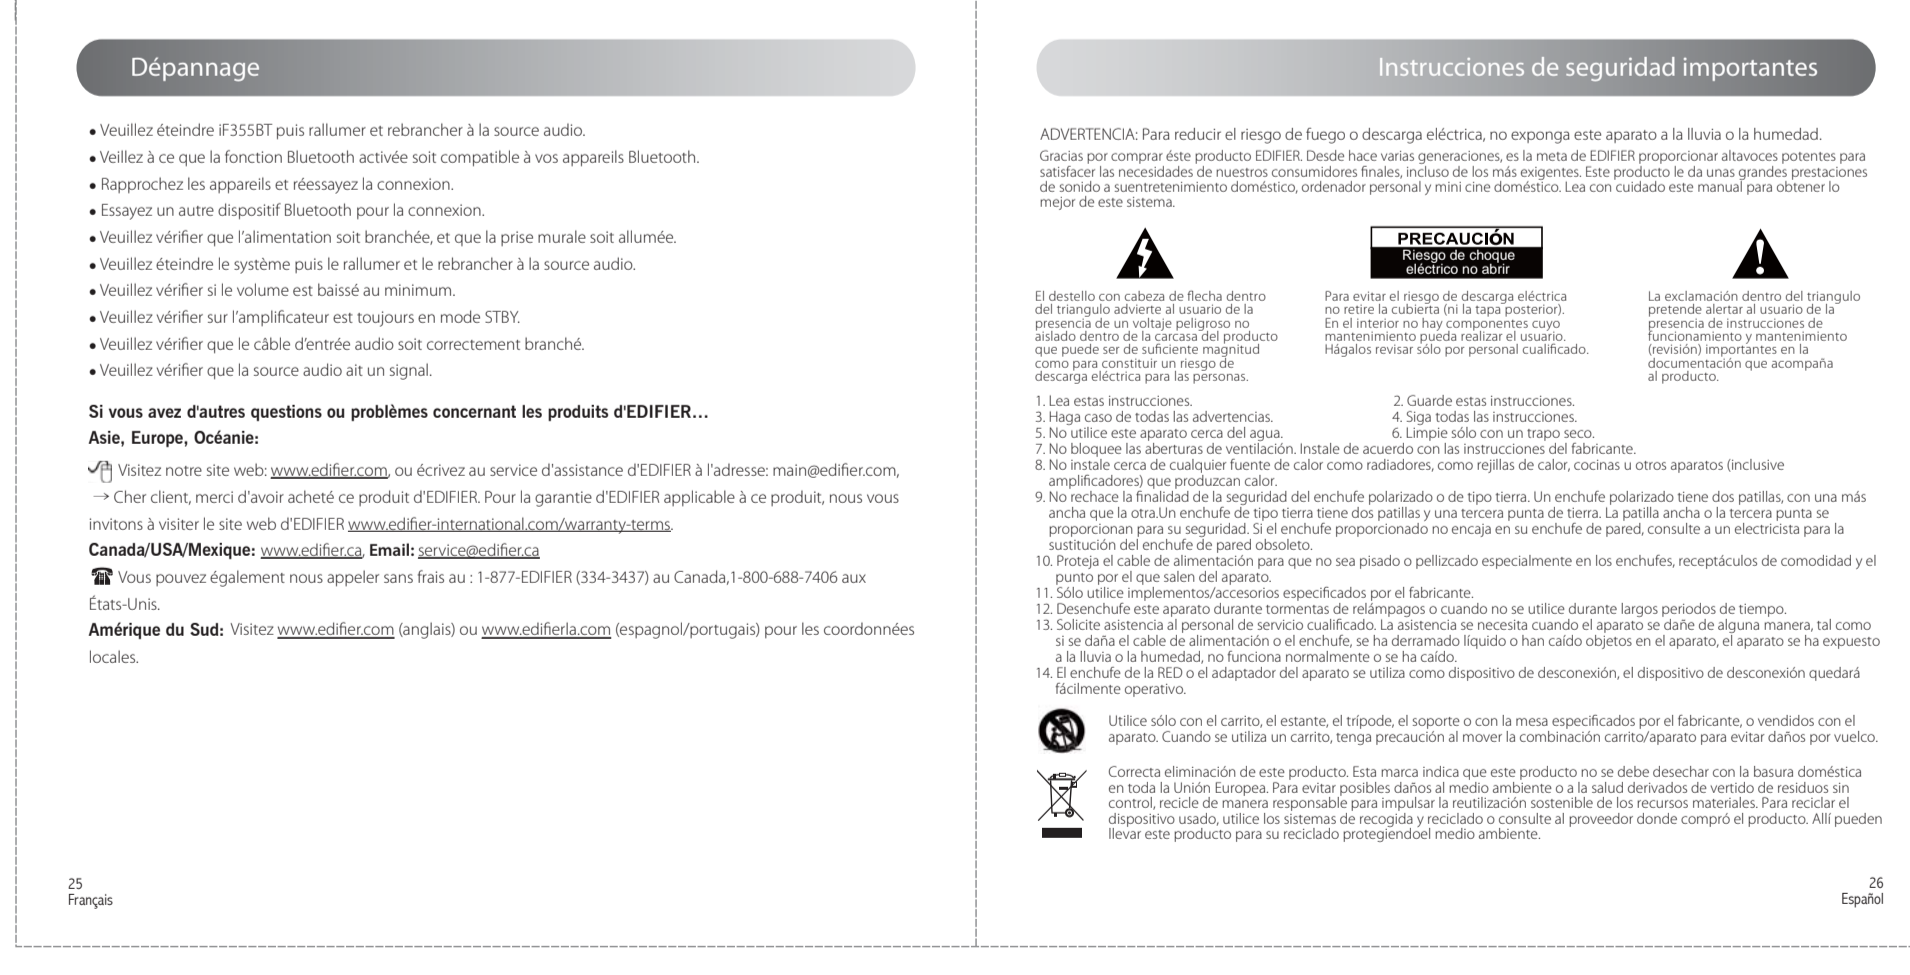 Dépannage
● Veuillez éteindre iF355BT puis rallumer et rebrancher à la source audio.
● Veillez à ce que la fonction Bluetooth activée soit compatible à vos appareils Bluetooth.
● Rapprochez les appareils et réessayez la connexion.
● Essayez un autre dispositif Bluetooth pour la connexion.
● Veuillez vérifier que l’alimentation soit branchée, et que la prise murale soit allumée.
● Veuillez éteindre le système puis le rallumer et le rebrancher à la source audio.
● Veuillez vérifier si le volume est baissé au minimum.
● Veuillez vérifier sur l’amplificateur est toujours en mode STBY.
● Veuillez vérifier que le câble d’entrée audio soit correctement branché.
● Veuillez vérifier que la source audio ait un signal.
Si vous avez d'autres questions ou problèmes concernant les produits d'EDIFIER...
Asie, Europe, Océanie:
Visitez notre site web: www.edifier.com, ou écrivez au service d'assistance d'EDIFIER à l'adresse: main@edifier.com,
→ Cher client, merci d'avoir acheté ce produit d'EDIFIER. Pour la garantie d'EDIFIER applicable à ce produit, nous vous
invitons à visiter le site web d'EDIFIER www.edifier-international.com/warranty-terms.
Canada/USA/Mexique: www.edifier.ca, Email: service@edifier.ca
Vous pouvez également nous appeler sans frais au : 1-877-EDIFIER (334-3437) au Canada,1-800-688-7406 aux
États-Unis.
Amérique du Sud: Visitez www.edifier.com (anglais) ou www.edifierla.com (espagnol/portugais) pour les coordonnées
locales.
25
Français
Instrucciones de seguridad importantes
ADVERTENCIA: Para reducir el riesgo de fuego o descarga eléctrica, no exponga este aparato a la lluvia o la humedad.
Gracias por comprar éste producto EDIFIER. Desde hace varias generaciones, es la meta de EDIFIER proporcionar altavoces potentes para
satisfacer las necesidades de nuestros consumidores finales, incluso de los más exigentes. Este producto le da unas grandes prestaciones
de sonido a suentretenimiento doméstico, ordenador personal y mini cine doméstico. Lea con cuidado este manual para obtener lo
mejor de este sistema.
El destello con cabeza de flecha dentro
del triangulo advierte al usuario de la
presencia de un voltaje peligroso no
aislado dentro de la carcasa del producto
que puede ser de suficiente magnitud
como para constituir un riesgo de
descarga eléctrica para las personas.
PRECAUCIÓN
Riesgo de choque
eléctrico no abrir
Para evitar el riesgo de descarga eléctrica
no retire la cubierta (ni la tapa posterior).
En el interior no hay componentes cuyo
mantenimiento pueda realizar el usuario.
Hágalos revisar sólo por personal cualificado.
La exclamación dentro del triangulo
pretende alertar al usuario de la
presencia de instrucciones de
funcionamiento y mantenimiento
(revisión) importantes en la
documentación que acompaña
al producto.
1. Lea estas instrucciones. 2. Guarde estas instrucciones.
3. Haga caso de todas las advertencias. 4. Siga todas las instrucciones.
5. No utilice este aparato cerca del agua. 6. Limpie sólo con un trapo seco.
7. No bloquee las aberturas de ventilación. Instale de acuerdo con las instrucciones del fabricante.
8. No instale cerca de cualquier fuente de calor como radiadores, como rejillas de calor, cocinas u otros aparatos (inclusive
amplificadores) que produzcan calor.
9. No rechace la finalidad de la seguridad del enchufe polarizado o de tipo tierra. Un enchufe polarizado tiene dos patillas, con una más
ancha que la otra.Un enchufe de tipo tierra tiene dos patillas y una tercera punta de tierra. La patilla ancha o la tercera punta se
proporcionan para su seguridad. Si el enchufe proporcionado no encaja en su enchufe de pared, consulte a un electricista para la
sustitución del enchufe de pared obsoleto.
10. Proteja el cable de alimentación para que no sea pisado o pellizcado especialmente en los enchufes, receptáculos de comodidad y el
punto por el que salen del aparato.
11. Sólo utilice implementos/accesorios especificados por el fabricante.
12. Desenchufe este aparato durante tormentas de relámpagos o cuando no se utilice durante largos periodos de tiempo.
13. Solicite asistencia al personal de servicio cualificado. La asistencia se necesita cuando el aparato se dañe de alguna manera, tal como
si se daña el cable de alimentación o el enchufe, se ha derramado líquido o han caído objetos en el aparato, el aparato se ha expuesto
a la lluvia o la humedad, no funciona normalmente o se ha caído.
14. El enchufe de la RED o el adaptador del aparato se utiliza como dispositivo de desconexión, el dispositivo de desconexión quedará
fácilmente operativo.
Utilice sólo con el carrito, el estante, el trípode, el soporte o con la mesa especificados por el fabricante, o vendidos con el
aparato. Cuando se utiliza un carrito, tenga precaución al mover la combinación carrito/aparato para evitar daños por vuelco.
Correcta eliminación de este producto. Esta marca indica que este producto no se debe desechar con la basura doméstica
en toda la Unión Europea. Para evitar posibles daños al medio ambiente o a la salud derivados de vertido de residuos sin
control, recicle de manera responsable para impulsar la reutilización sostenible de los recursos materiales. Para reciclar el
dispositivo usado, utilice los sistemas de recogida y reciclado o consulte al proveedor donde compró el producto. Allí pueden
llevar este producto para su reciclado protegiendoel medio ambiente.
26
Español